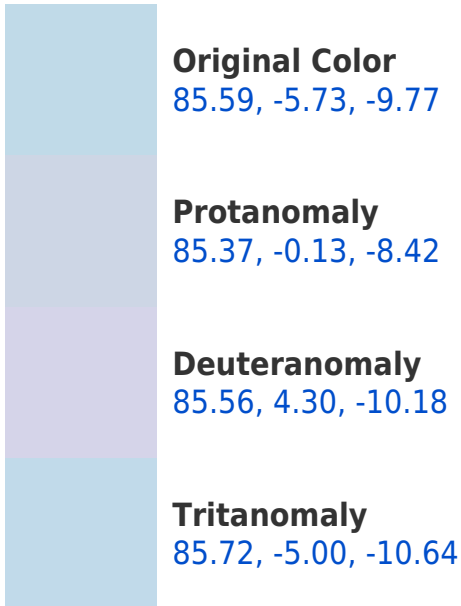 Original Color
85.59, -5.73, -9.77
Protanomaly
85.37, -0.13, -8.42
Deuteranomaly
85.56, 4.30, -10.18
Tritanomaly
85.72, -5.00, -10.64